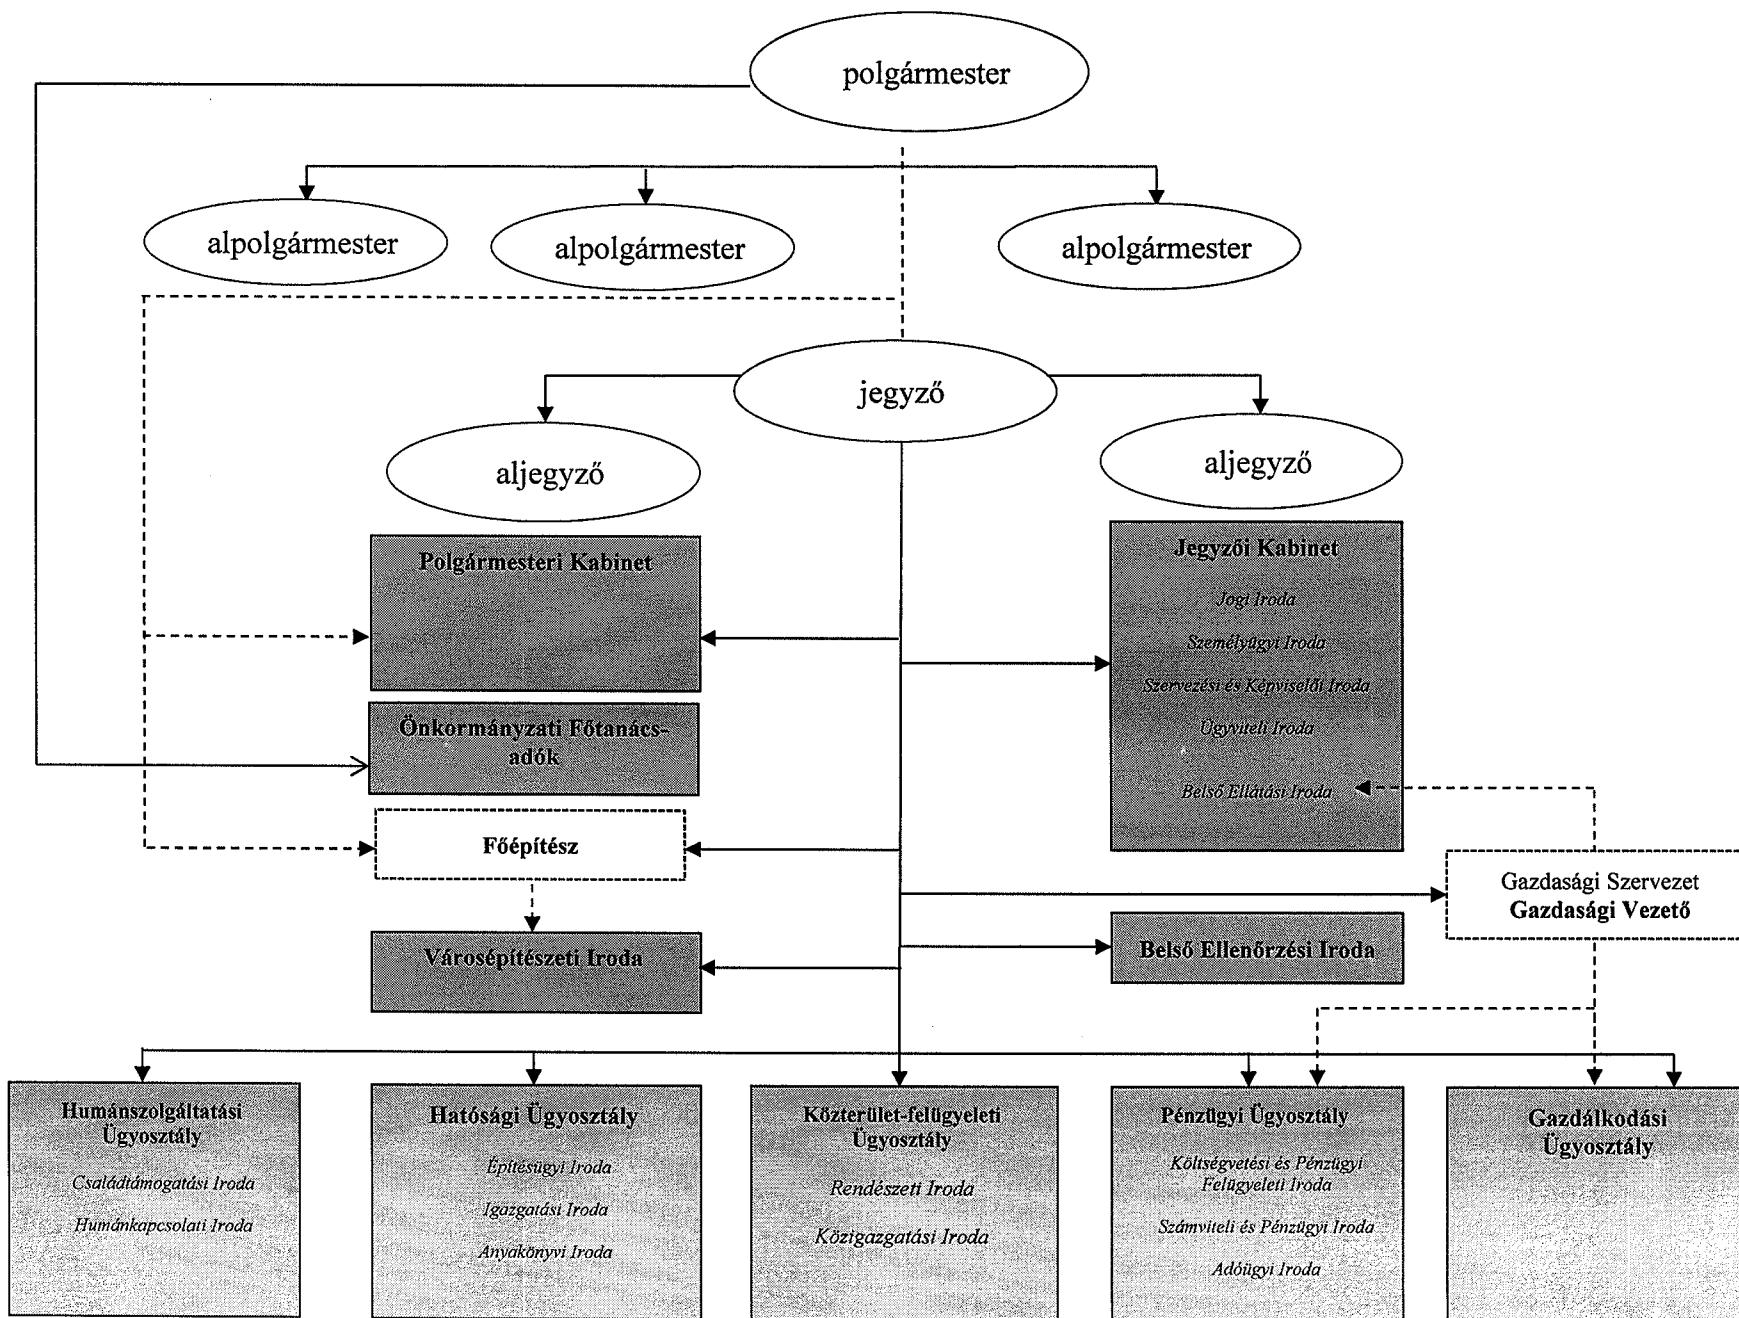 polgármester
alpolgármester
alpolgármester
alpolgármester
jegyző
aljegyző
aljegyző
Polgármesteri Kabinet
Jegyzői Kabinet
Jogi Iroda
Személyügyi Iroda
Szervezési és Képviselői Iroda
Ügyviteli Iroda
Belső Ellátási Iroda
Önkormányzati Főtanács-
adók
Főépítész
Gazdasági Szervezet
Gazdasági Vezető
Városépítészeti Iroda
Belső Ellenőrzési Iroda
Humánszolgáltatási
Ügyosztály
Családtámogatási Iroda
Humánkapcsolati Iroda
Hatósági Ügyosztály
Építésügyi Iroda
Igazgatási Iroda
Anyakönyvi Iroda
Közterület-felügyeleti
Ügyosztály
Rendészeti Iroda
Közigazgatási Iroda
Pénzügyi Ügyosztály
Költségvetési és Pénzügyi
Felügyeleti Iroda
Számviteli és Pénzügyi Iroda
Adóügyi Iroda
Gazdálkodási
Ügyosztály